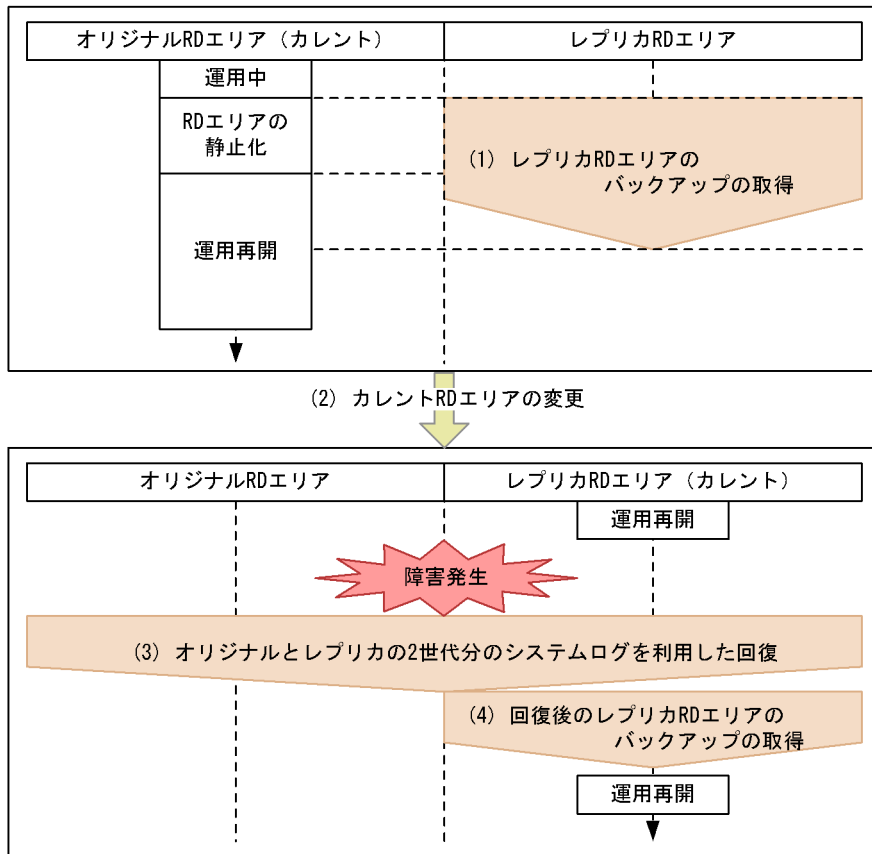 オリジナルRDエリア（カレント）
レプリカRDエリア
運用中
RDエリアの
静止化
(1) レプリカRDエリアの
バックアップの取得
運用再開
(2) カレントRDエリアの変更
オリジナルRDエリア
レプリカRDエリア（カレント）
運用再開
障害発生
(3) オリジナルとレプリカの2世代分のシステムログを利用した回復
(4) 回復後のレプリカRDエリアの
バックアップの取得
運用再開